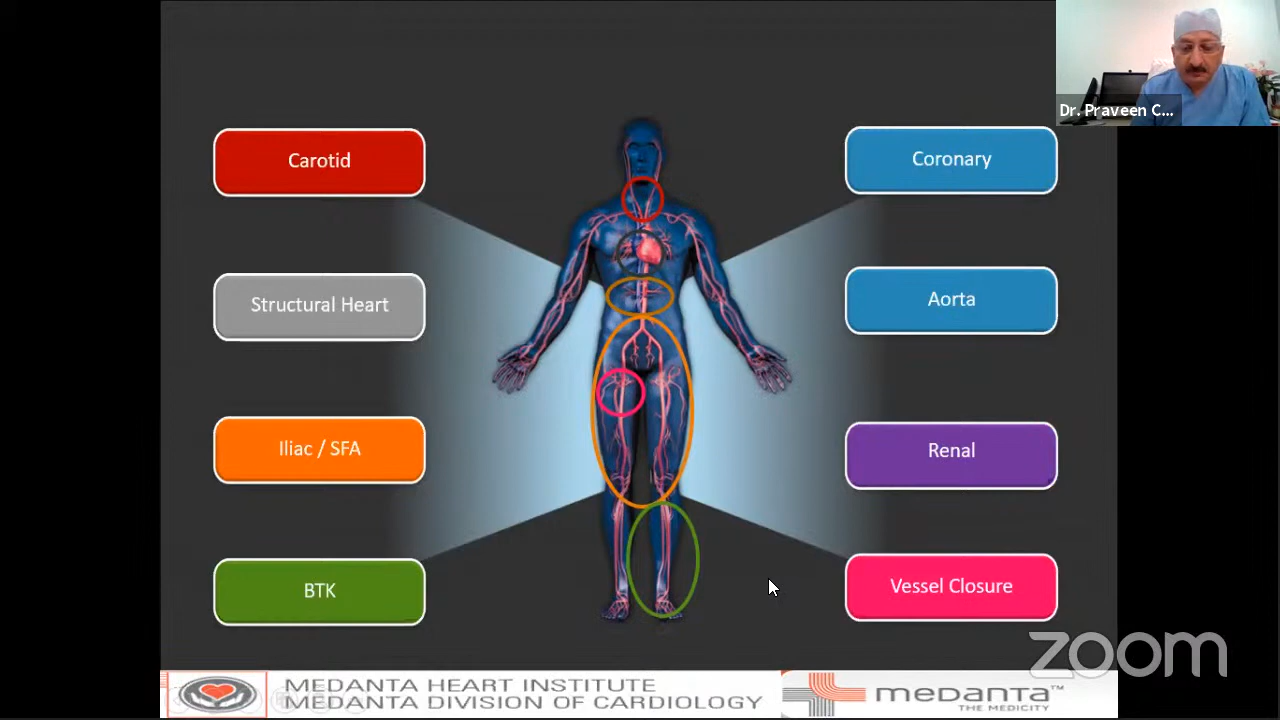 Dr. Praveen C...
Carotid
Coronary
Structural Heart
Aorta
Iliac / SFA
Renal
BTK
Vessel Closure
zoom
MEDANTA HEART INSTITUTE
MEDANTA DIVISION OF CARDIOLOGY
medanta™
THE MEDICITY